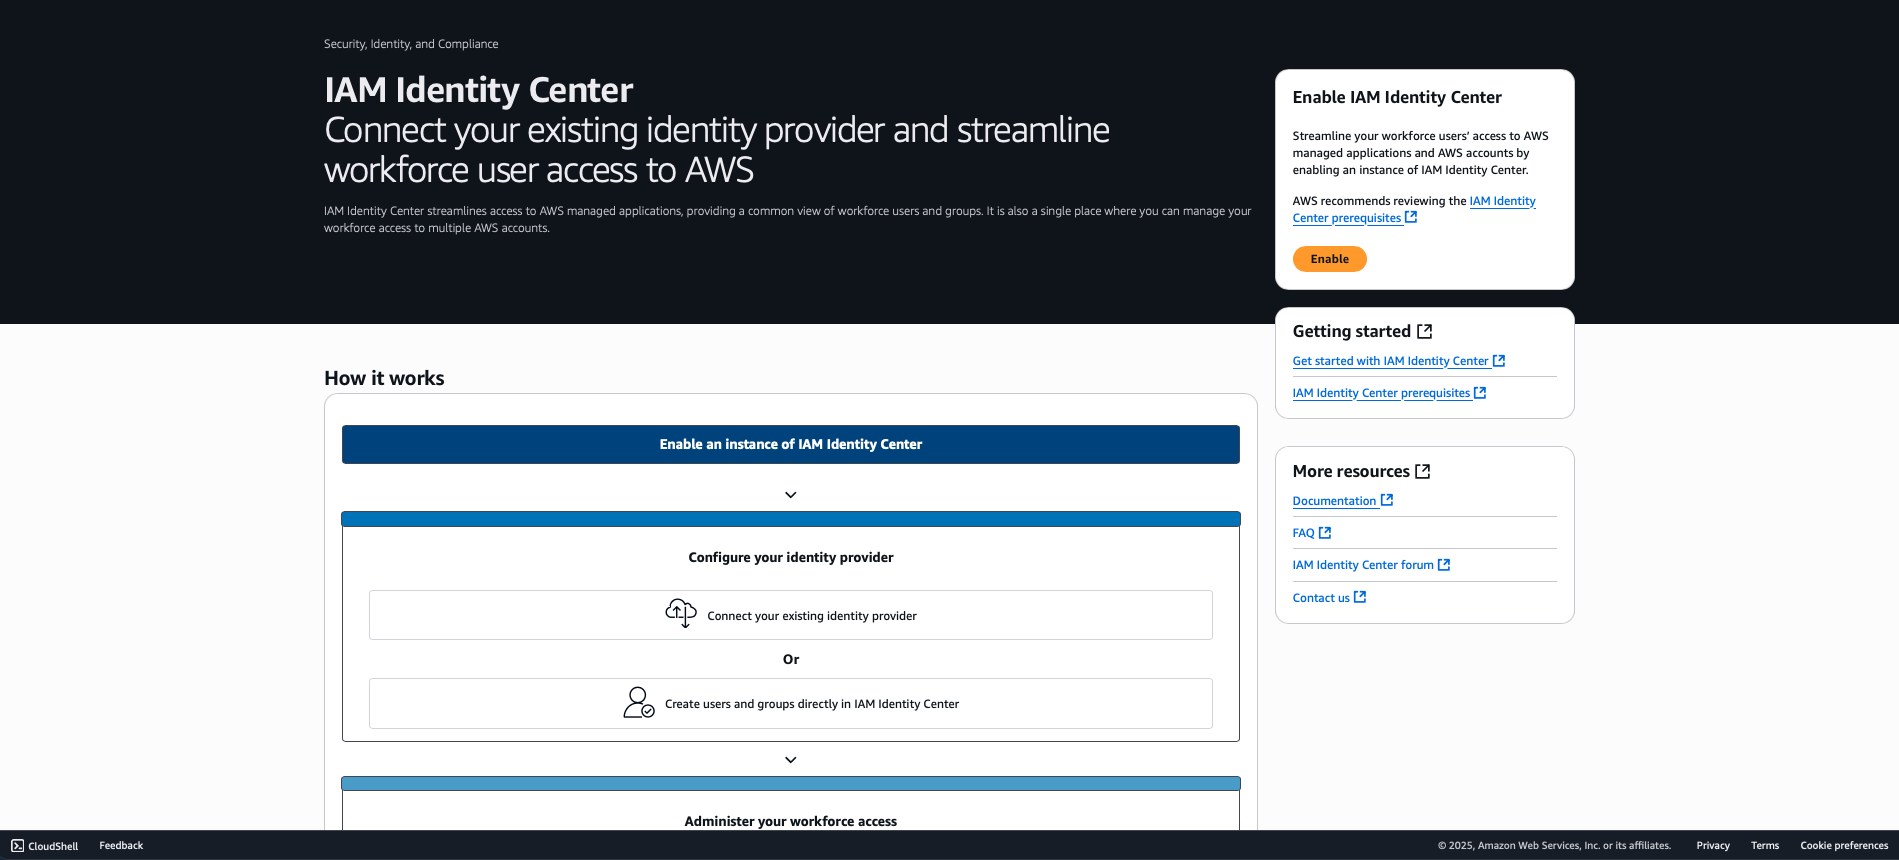 Security, Identity, and Compliance
IAM Identity Center
Connect your existing identity provider and streamline
workforce user access to AWS
IAM Identity Center streamlines access to AWS managed applications, providing a common view of workforce users and groups. It is also a single place where you can manage your
workforce access to multiple AWS accounts.
Enable IAM Identity Center
Streamline your workforce users’ access to AWS
managed applications and AWS accounts by
enabling an instance of IAM Identity Center.
AWS recommends reviewing the IAM Identity
Center prerequisites
Enable
Getting started
Get started with IAM Identity Center
IAM Identity Center prerequisites
More resources
Documentation
FAQ
IAM Identity Center forum
Contact us
How it works
Enable an instance of IAM Identity Center
Configure your identity provider
Connect your existing identity provider
Or
Create users and groups directly in IAM Identity Center
Administer your workforce access
CloudShell
Feedback
© 2025, Amazon Web Services, Inc. or its affiliates.
Privacy
Terms
Cookie preferences